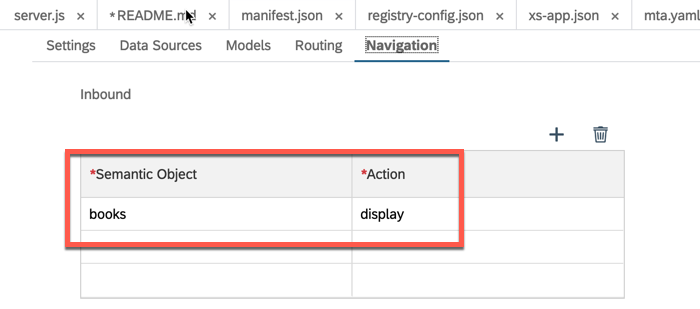 server.js × *README.md × manifest.json × registry-config.json × xs-app.json × mta.yaml
Settings Data Sources Models Routing Navigation
Inbound
*Semantic Object *Action
books display